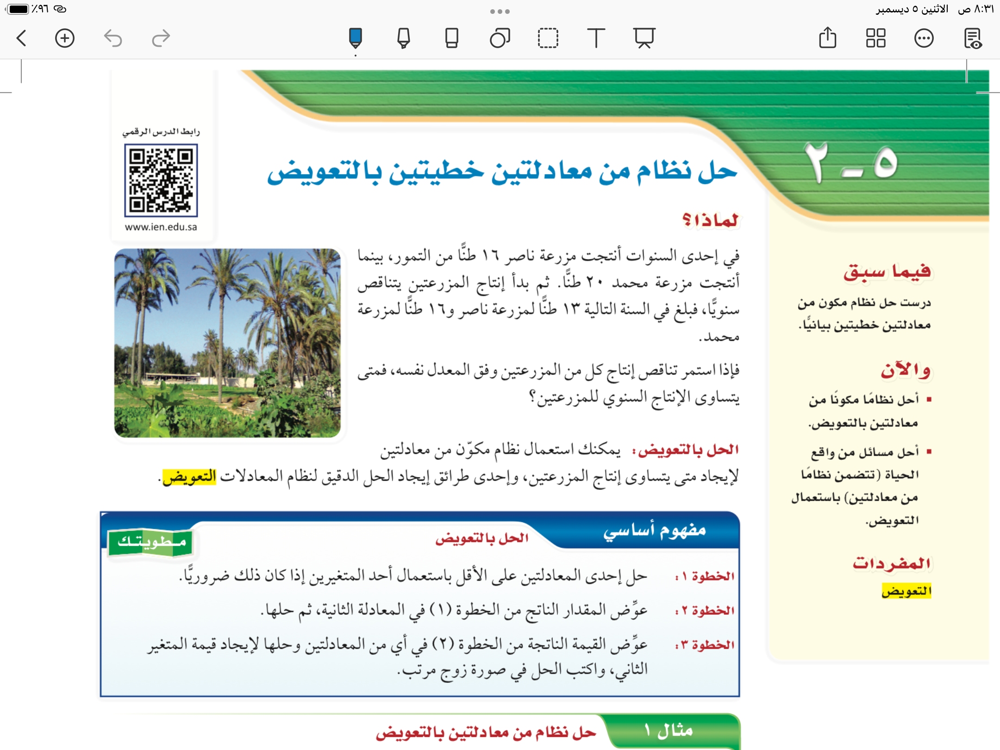 ٨:٣١ ص الاثنين ٥ ديسمبر
٩٦٪
رابط الدرس الرقمي
www.ien.edu.sa
٥-٢
حل نظام من معادلتين خطيتين بالتعويض
فيما سبق
درست حل نظام مكون من
معادلتين خطيتين بيانيًّا.
والآن
▪ أحل نظامًا مكونًا من
معادلتين بالتعويض.
▪ أحل مسائل من واقع
الحياة (تتضمن نظامًا
من معادلتين) باستعمال
التعويض.
المفردات
التعويض
لماذا؟
في إحدى السنوات أنتجت مزرعة ناصر ١٦ طنًّا من التمور، بينما
أنتجت مزرعة محمد ٢٠ طنًّا. ثم بدأ إنتاج المزرعتين يتناقص
سنويًّا، فبلغ في السنة التالية ١٣ طنًّا لمزرعة ناصر و١٦ طنًّا لمزرعة
محمد.
فإذا استمر تناقص إنتاج كل من المزرعتين وفق المعدل نفسه، فمتى
يتساوى الإنتاج السنوي للمزرعتين؟
الحل بالتعويض: يمكنك استعمال نظام مكوّن من معادلتين
لإيجاد متى يتساوى إنتاج المزرعتين، وإحدى طرائق إيجاد الحل الدقيق لنظام المعادلات التعويض.
مفهوم أساسي
الحل بالتعويض
مـطويتـك
الخطوة ١: حل إحدى المعادلتين على الأقل باستعمال أحد المتغيرين إذا كان ذلك ضروريًّا.
الخطوة ٢: عوِّض المقدار الناتج من الخطوة (١) في المعادلة الثانية، ثم حلها.
الخطوة ٣: عوِّض القيمة الناتجة من الخطوة (٢) في أي من المعادلتين وحلها لإيجاد قيمة المتغير
الثاني، واكتب الحل في صورة زوج مرتب.
مثال ١
حل نظام من معادلتين بالتعويض